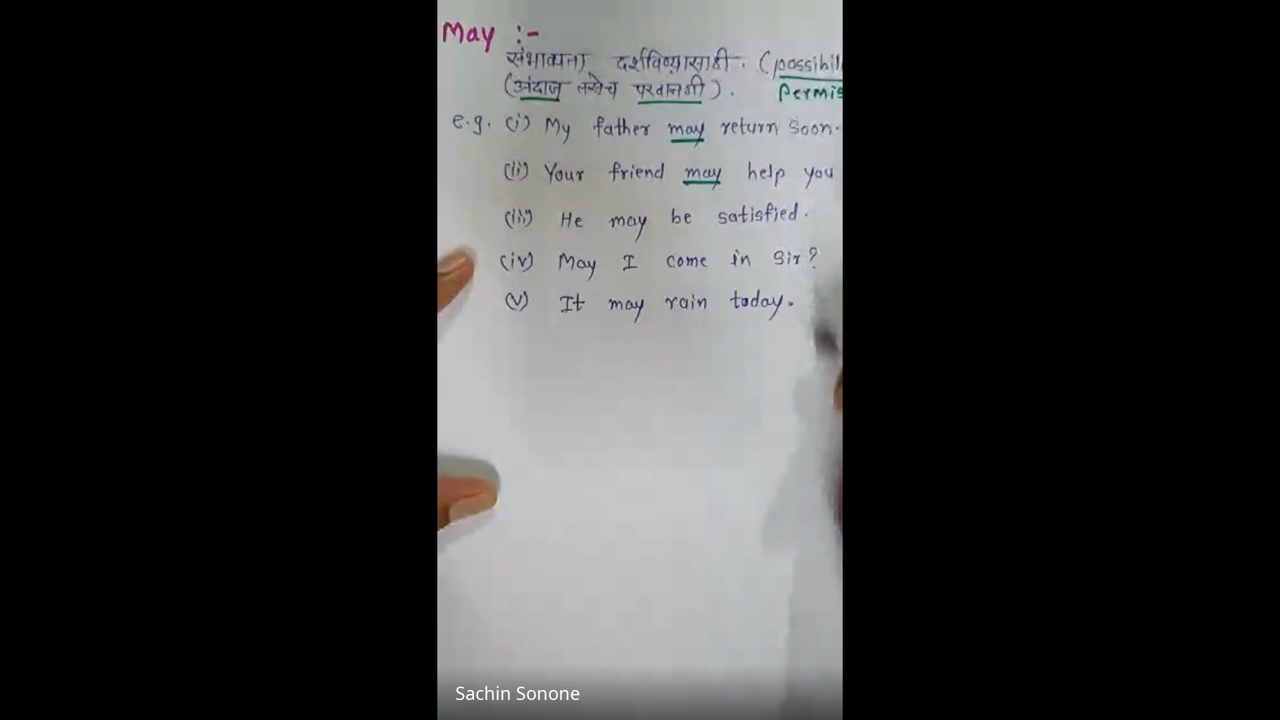 May :-
संभाव्यता दर्शविण्यासाठी. (possibil
(अंदाज तसेच परवानगी). Permis
e.g. (i) My father may return soon.
(ii) Your friend may help you
(iii) He may be satisfied.
(iv) May I come in Sir?
(v) It may rain today.
Sachin Sonone